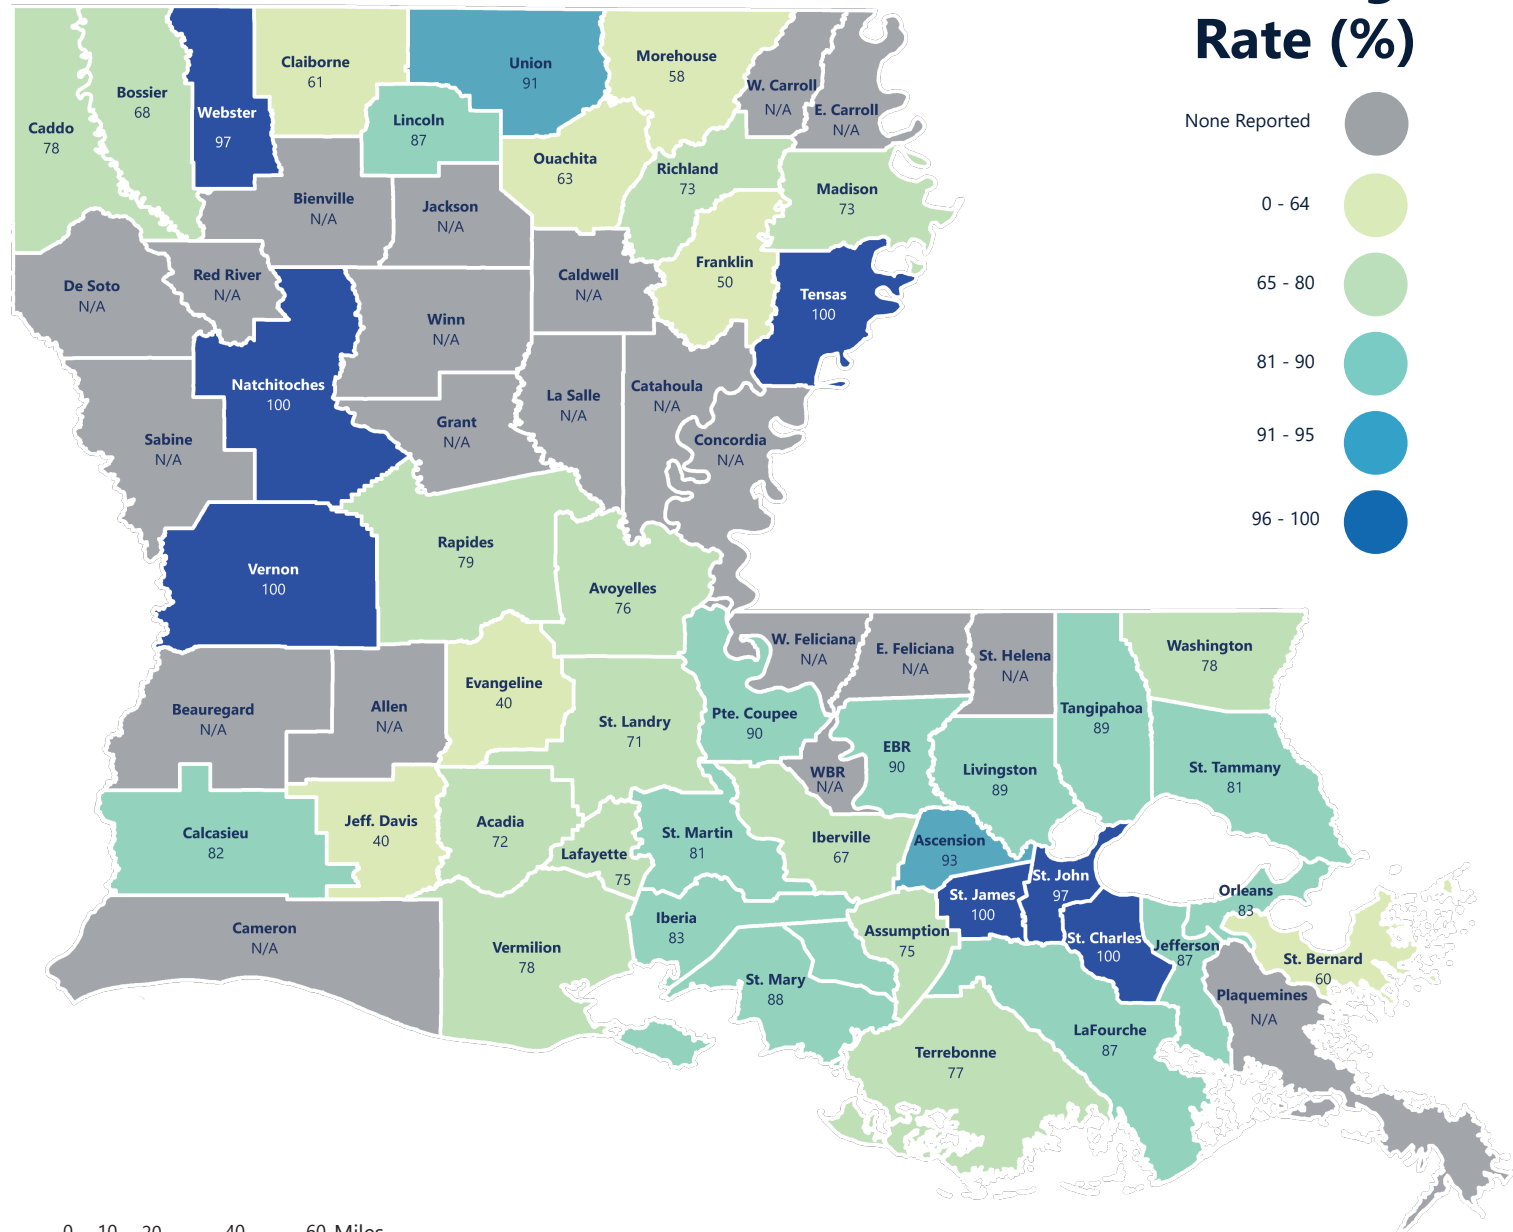 Rate (%)
None Reported
0 - 64
65 - 80
81 - 90
91 - 95
96 - 100
Caddo
78
Bossier
68
Webster
97
Claiborne
61
Union
91
Lincoln
87
Morehouse
58
W. Carroll
N/A
E. Carroll
N/A
Ouachita
63
Richland
73
Madison
73
Bienville
N/A
Jackson
N/A
De Soto
N/A
Red River
N/A
Caldwell
N/A
Franklin
50
Tensas
100
Winn
N/A
Natchitoches
100
La Salle
N/A
Catahoula
N/A
Grant
N/A
Sabine
N/A
Concordia
N/A
Vernon
100
Rapides
79
Avoyelles
76
W. Feliciana
N/A
E. Feliciana
N/A
St. Helena
N/A
Washington
78
Beauregard
N/A
Allen
N/A
Evangeline
40
St. Landry
71
Pte. Coupee
90
Tangipahoa
89
EBR
90
WBR
N/A
Livingston
89
St. Tammany
81
Calcasieu
82
Jeff. Davis
40
Acadia
72
Lafayette
75
St. Martin
81
Iberville
67
Ascension
93
St. James
100
St. John
97
Orleans
83
Cameron
N/A
Vermilion
78
Iberia
83
Assumption
75
St. Charles
100
Jefferson
87
St. Bernard
60
St. Mary
88
Plaquemines
N/A
Terrebonne
77
LaFourche
87
0 10 20 40 60 Miles